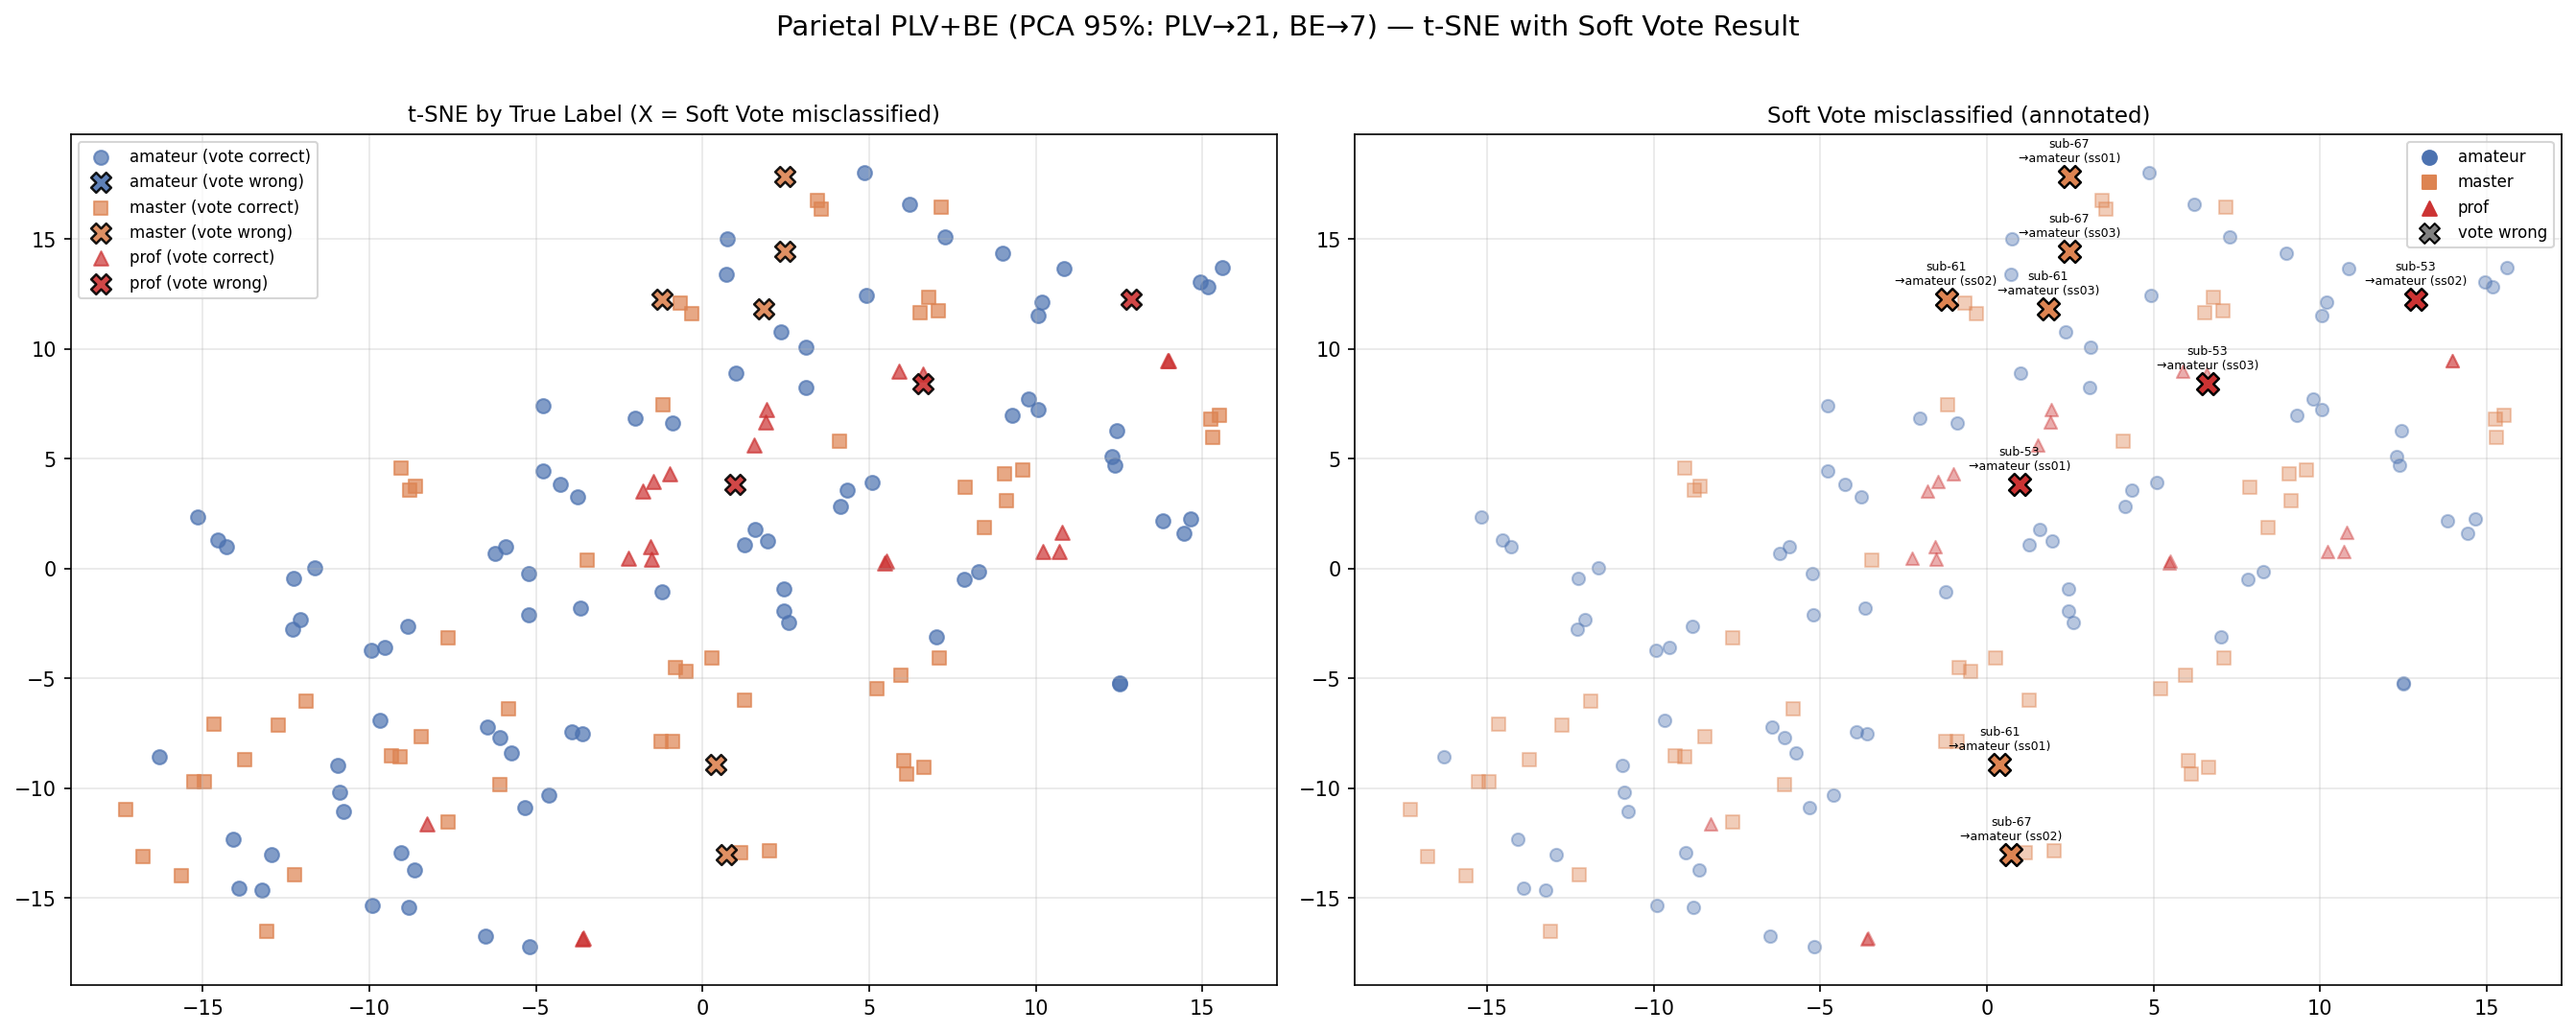 Parietal PLV+BE (PCA 95%: PLV→21, BE→7) — t-SNE with Soft Vote Result
t-SNE by True Label (X = Soft Vote misclassified)
amateur (vote correct)
amateur (vote wrong)
master (vote correct)
master (vote wrong)
prof (vote correct)
prof (vote wrong)
15
10
5
0
−5
−10
−15
−15
−10
−5
0
5
10
15
Soft Vote misclassified (annotated)
amateur
master
prof
vote wrong
sub-67
→amateur (ss01)
sub-67
→amateur (ss03)
sub-61
→amateur (ss02)
sub-61
→amateur (ss03)
sub-53
→amateur (ss02)
sub-53
→amateur (ss03)
sub-53
→amateur (ss01)
sub-61
→amateur (ss01)
sub-67
→amateur (ss02)
15
10
5
0
−5
−10
−15
−15
−10
−5
0
5
10
15